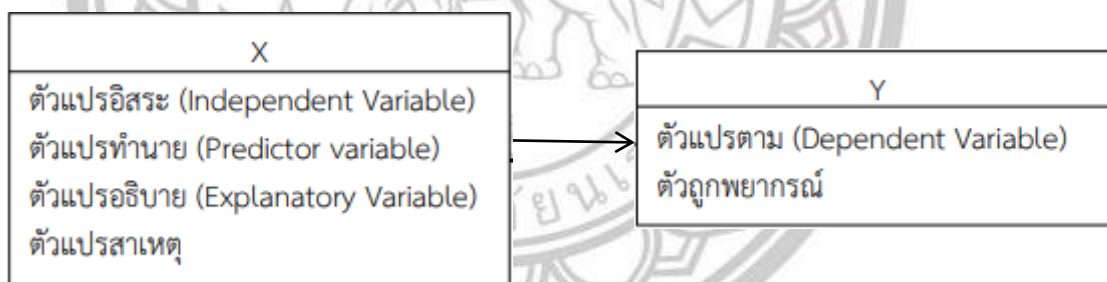 X
ตัวแปรอิสระ (Independent Variable)
ตัวแปรทำนาย (Predictor variable)
ตัวแปรอธิบาย (Explanatory Variable)
ตัวแปรสาเหตุ
Y
ตัวแปรตาม (Dependent Variable)
ตัวถูกพยากรณ์